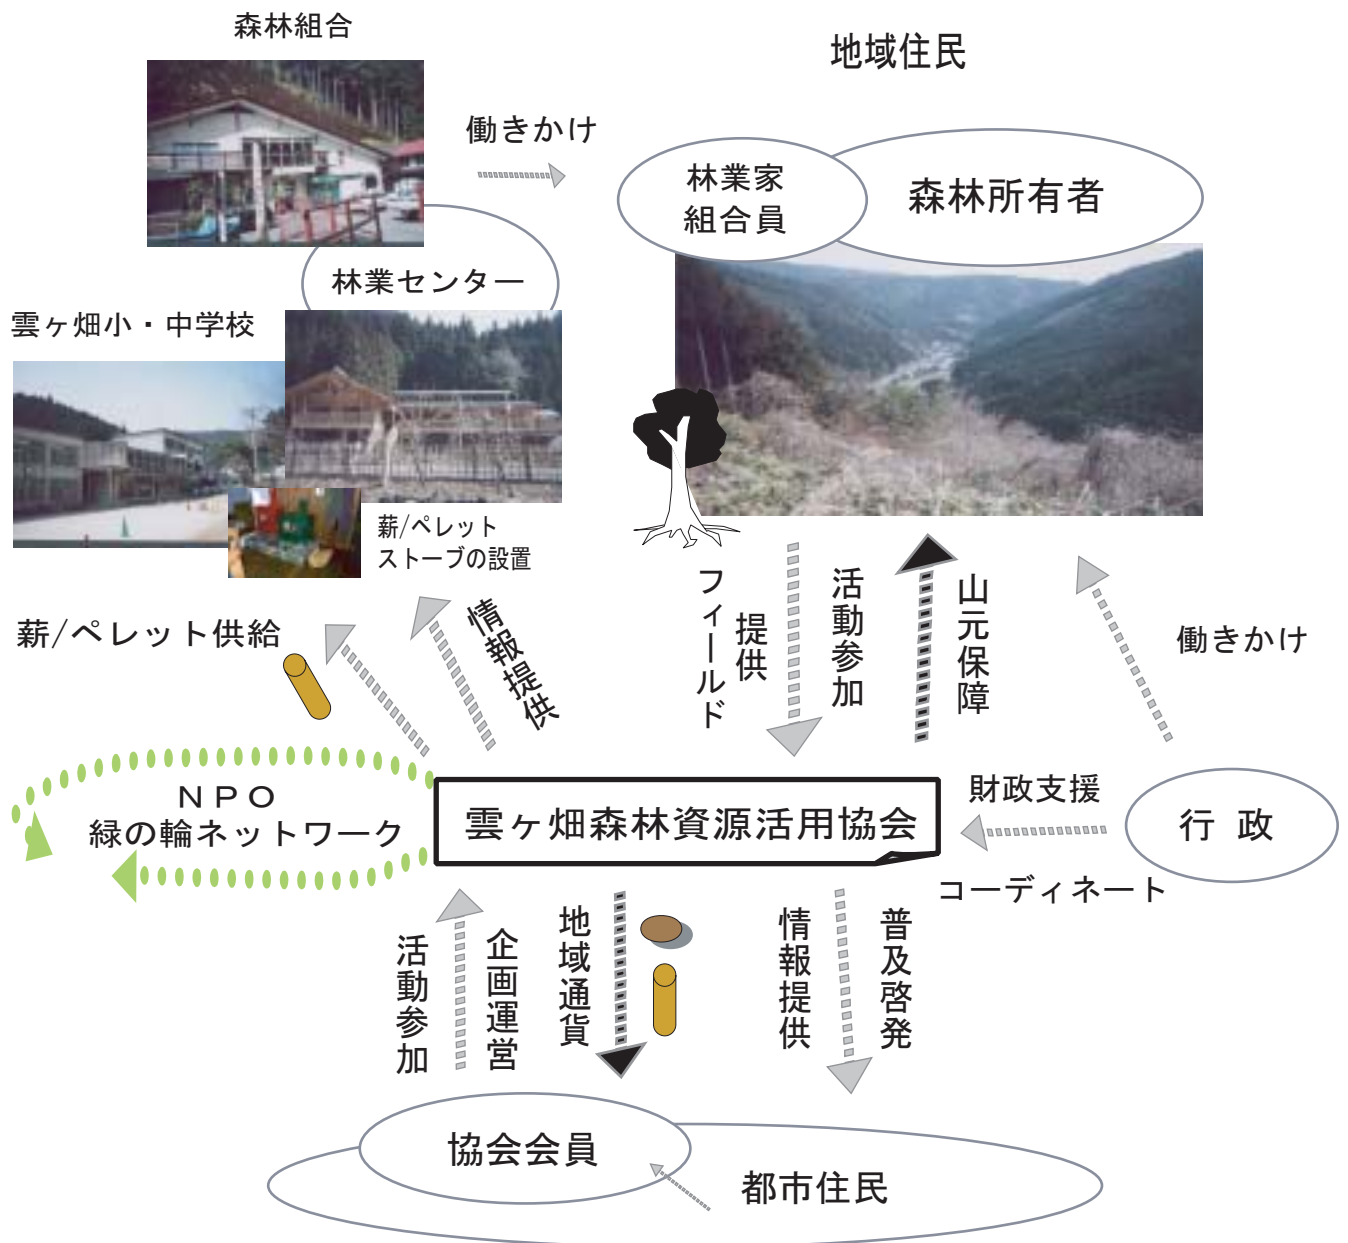 森林組合
地域住民
働きかけ
林業家
組合員
森林所有者
林業センター
雲ヶ畑小・中学校
薪/ペレット
ストーブの設置
薪/ペレット供給
情報提供
フィールド
提供
活動参加
山元保障
働きかけ
NPO
緑の輪ネットワーク
雲ヶ畑森林資源活用協会
財政支援
行政
コーディネート
活動参加
企画運営
地域通貨
情報提供
普及啓発
協会会員
都市住民